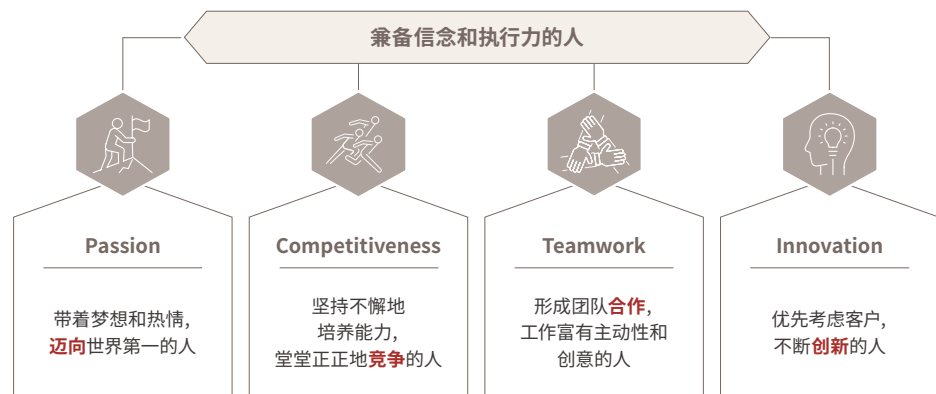 兼备信念和执行力的人
Passion
带着梦想和热情,
迈向世界第一的人
Competitiveness
坚持不懈地
培养能力,
堂堂正正地竞争的人
Teamwork
形成团队合作,
工作富有主动性和
创意的人
Innovation
优先考虑客户,
不断创新的人